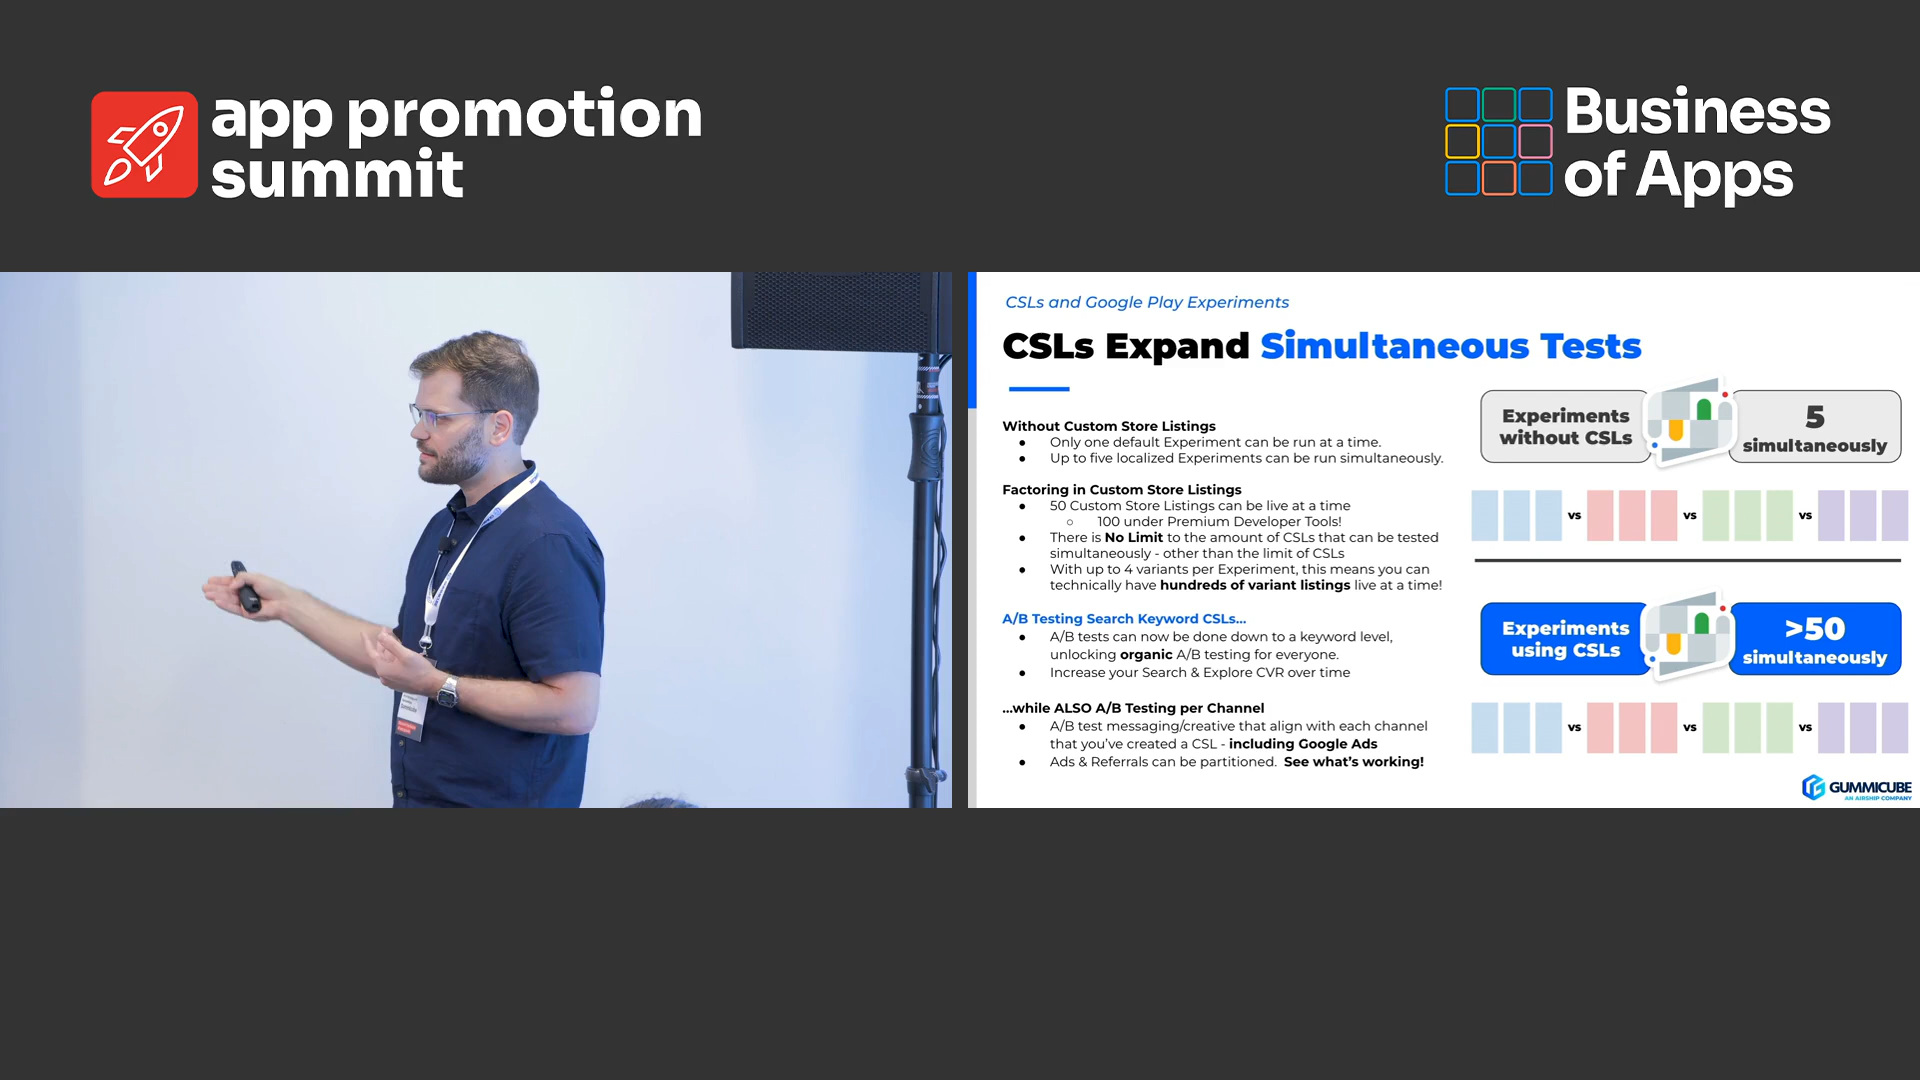 app promotion
summit
Business
of Apps
CSLs and Google Play Experiments
CSLs Expand Simultaneous Tests
Without Custom Store Listings
● Only one default Experiment can be run at a time.
● Up to five localized Experiments can be run simultaneously.
Factoring in Custom Store Listings
● 50 Custom Store Listings can be live at a time
○ 100 under Premium Developer Tools!
● There is No Limit to the amount of CSLs that can be tested
simultaneously - other than the limit of CSLs
● With up to 4 variants per Experiment, this means you can
technically have hundreds of variant listings live at a time!
A/B Testing Search Keyword CSLs...
● A/B tests can now be done down to a keyword level,
unlocking organic A/B testing for everyone.
● Increase your Search & Explore CVR over time
...while ALSO A/B Testing per Channel
● A/B test messaging/creative that align with each channel
that you've created a CSL - including Google Ads
● Ads & Referrals can be partitioned. See what's working!
Experiments
without CSLs
5
simultaneously
vs vs vs
Experiments
using CSLs
>50
simultaneously
vs vs vs
GUMMICUBE
AN AIRSHIP COMPANY